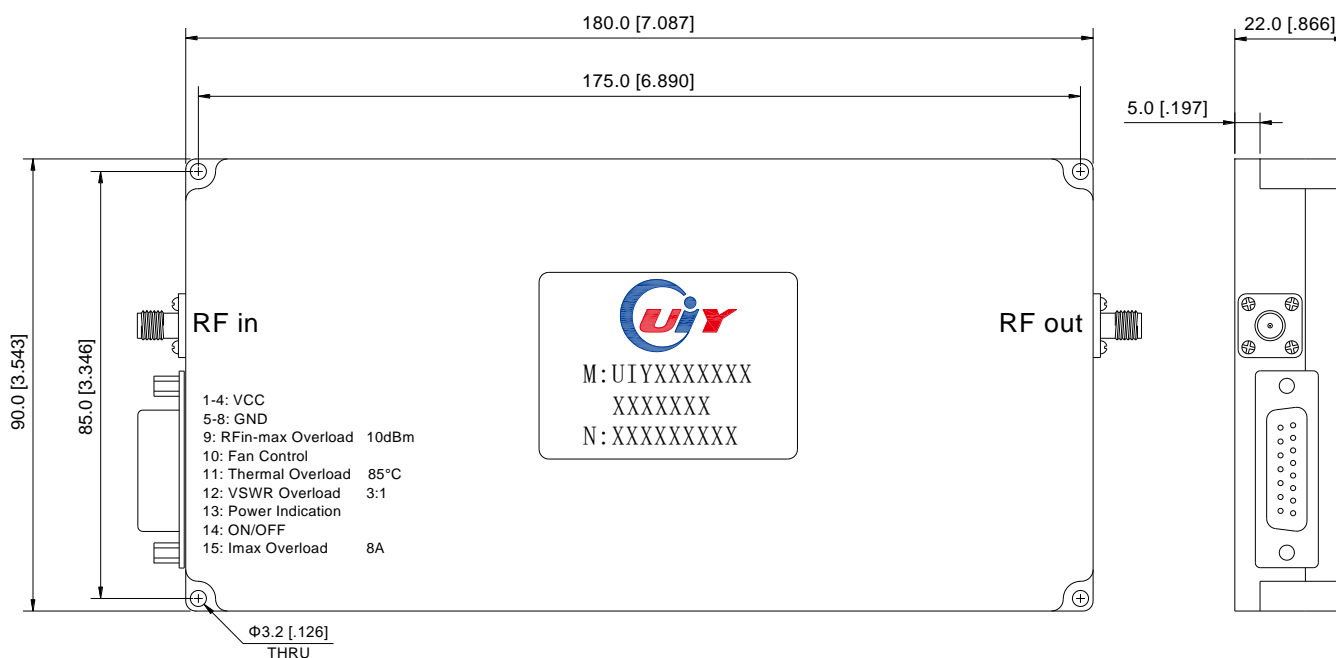 180.0 [7.087]
22.0 [.866]
175.0 [6.890]
5.0 [.197]
90.0 [3.543]
85.0 [3.346]
UiY
RF in
RF out
M:UIYXXXXXXX
XXXXXXX
N:XXXXXXXXX
1-4: VCC
5-8: GND
9: RFin-max Overload 10dBm
10: Fan Control
11: Thermal Overload 85°C
12: VSWR Overload 3:1
13: Power Indication
14: ON/OFF
15: Imax Overload 8A
Φ3.2 [.126]
THRU